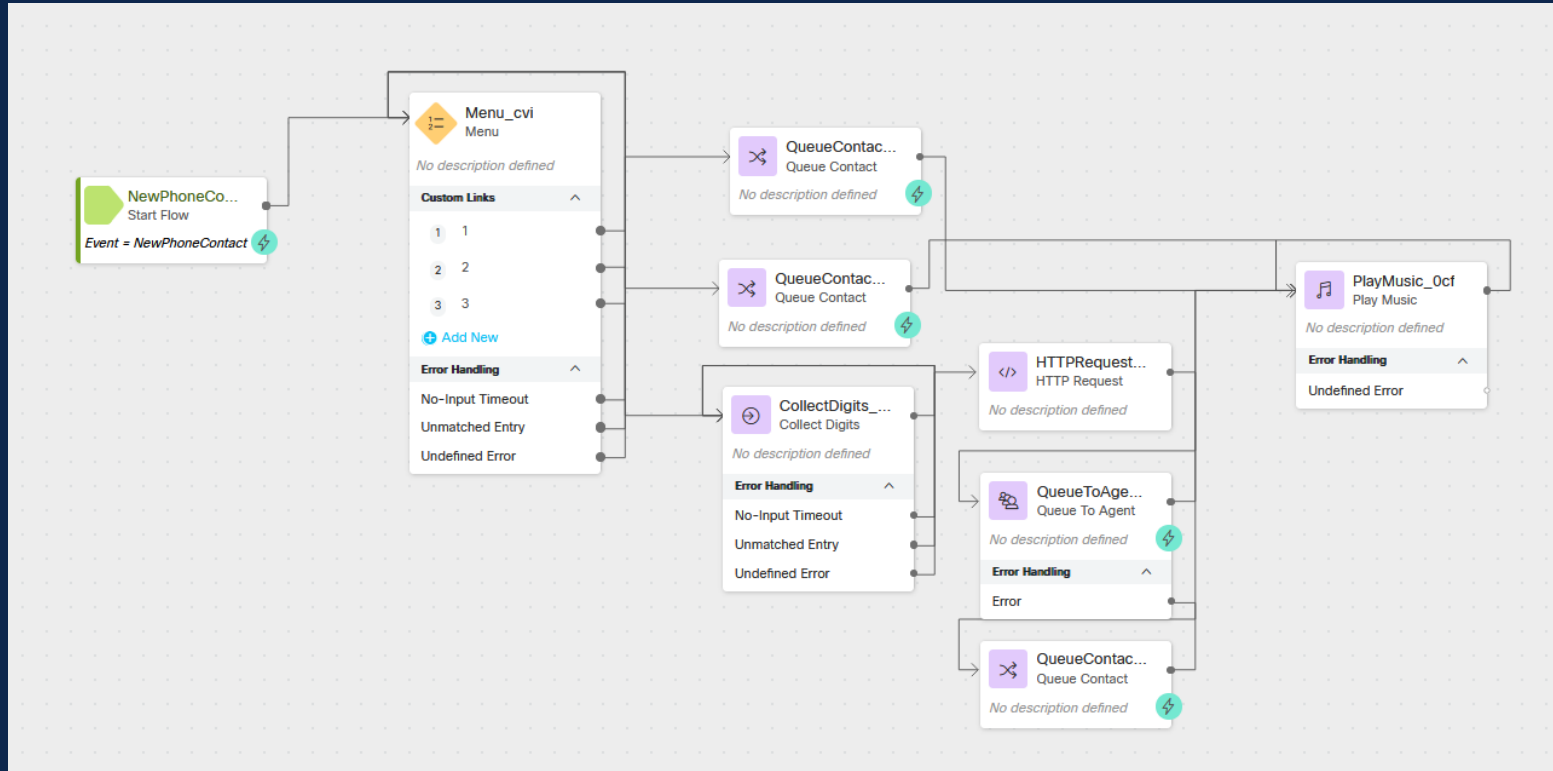 NewPhoneCo...
Start Flow
Event = NewPhoneContact
1
2
Menu_cvi
Menu
No description defined
Custom Links
1 1
2 2
3 3
Add New
Error Handling
No-Input Timeout
Unmatched Entry
Undefined Error
QueueContac...
Queue Contact
No description defined
QueueContac...
Queue Contact
No description defined
CollectDigits_...
Collect Digits
No description defined
Error Handling
No-Input Timeout
Unmatched Entry
Undefined Error
</> HTTPRequest...
HTTP Request
No description defined
QueueToAge...
Queue To Agent
No description defined
Error Handling
Error
QueueContac...
Queue Contact
No description defined
PlayMusic_0cf
Play Music
No description defined
Error Handling
Undefined Error